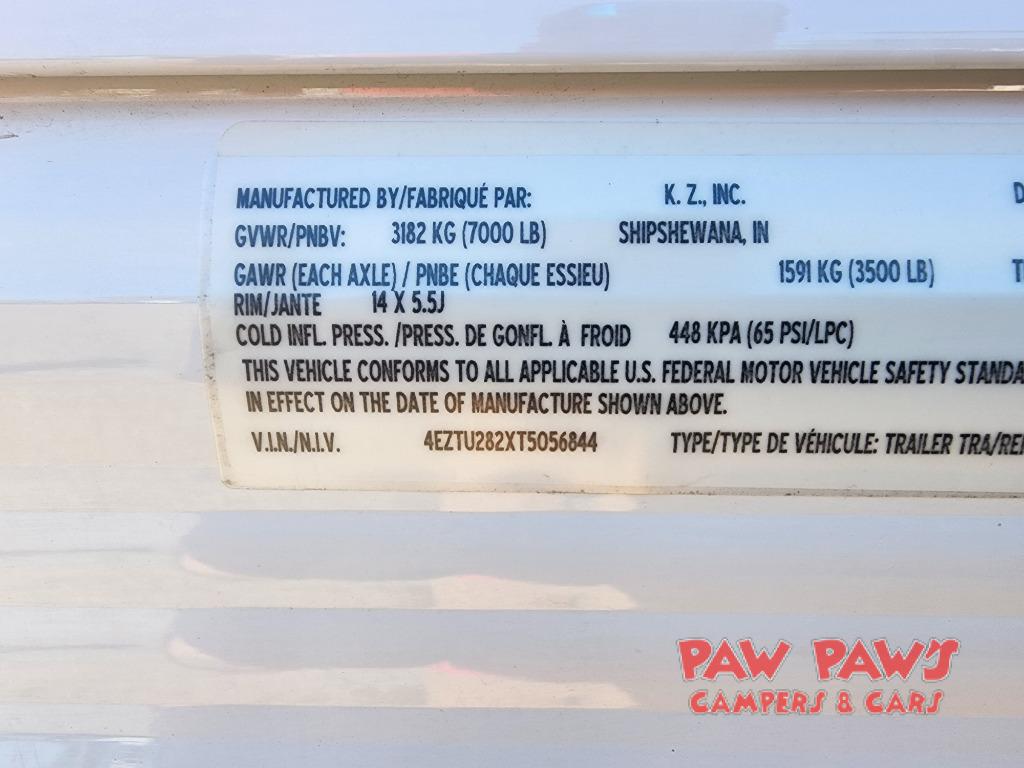 MANUFACTURED BY/FABRIQUÉ PAR: K. Z., INC. D
GVWR/PNBV: 3182 KG (7000 LB) SHIPSHEWANA, IN
GAWR (EACH AXLE) / PNBE (CHAQUE ESSIEU) 1591 KG (3500 LB) T
RIM/JANTE 14 X 5.5J
COLD INFL. PRESS. /PRESS. DE GONFL. À FROID 448 KPA (65 PSI/LPC)
THIS VEHICLE CONFORMS TO ALL APPLICABLE U.S. FEDERAL MOTOR VEHICLE SAFETY STANDA
IN EFFECT ON THE DATE OF MANUFACTURE SHOWN ABOVE.
V.I.N./N.I.V. 4EZTU282XT5056844 TYPE/TYPE DE VÉHICULE: TRAILER TRA/REM
PAW PAW'S
CAMPERS & CARS